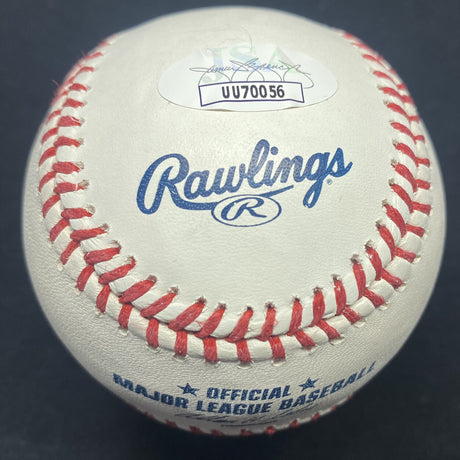 JSA
UU70056
Rawlings
R
★ OFFICIAL ★
MAJOR LEAGUE BASEBALL